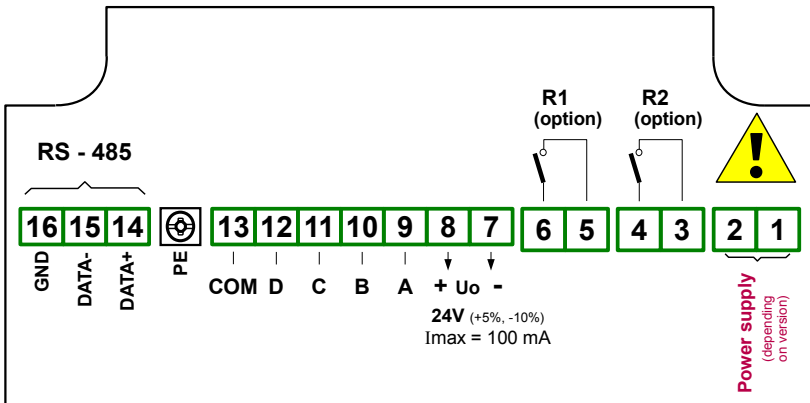 R1
(option)
R2
(option)
RS - 485
16 15 14 13 12 11 10 9 8 7 6 5 4 3 2 1
GND
DATA-
DATA+
PE
COM D C B A + Uo -
24V (+5%, -10%)
Imax = 100 mA
Power supply
(depending
on version)
!